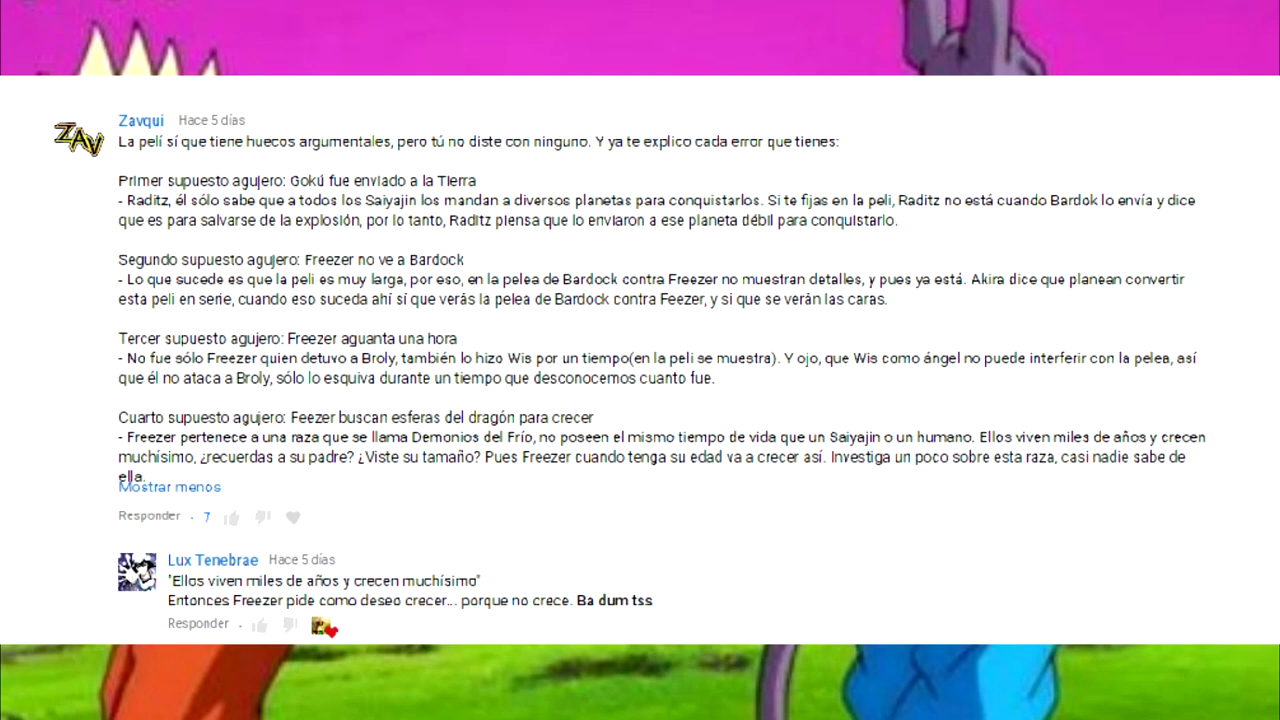 ZAV
Zavqui Hace 5 días
La pelí sí que tiene huecos argumentales, pero tú no diste con ninguno. Y ya te explico cada error que tienes:
Primer supuesto agujero: Gokú fue enviado a la Tierra
- Raditz, él sólo sabe que a todos los Saiyajin los mandan a diversos planetas para conquistarlos. Si te fijas en la peli, Raditz no está cuando Bardok lo envía y dice
que es para salvarse de la explosión, por lo tanto, Raditz piensa que lo enviaron a ese planeta débil para conquistarlo.
Segundo supuesto agujero: Freezer no ve a Bardock
- Lo que sucede es que la peli es muy larga, por eso, en la pelea de Bardock contra Freezer no muestran detalles, y pues ya está. Akira dice que planean convertir
esta peli en serie, cuando eso suceda ahí sí que verás la pelea de Bardock contra Feezer, y si que se verán las caras.
Tercer supuesto agujero: Freezer aguanta una hora
- No fue sólo Freezer quien detuvo a Broly, también lo hizo Wis por un tiempo(en la peli se muestra). Y ojo, que Wis como ángel no puede interferir con la pelea, así
que él no ataca a Broly, sólo lo esquiva durante un tiempo que desconocemos cuanto fue.
Cuarto supuesto agujero: Feezer buscan esferas del dragón para crecer
- Freezer pertenece a una raza que se llama Demonios del Frío, no poseen el mismo tiempo de vida que un Saiyajin o un humano. Ellos viven miles de años y crecen
muchísimo, ¿recuerdas a su padre? ¿Viste su tamaño? Pues Freezer cuando tenga su edad va a crecer así. Investiga un poco sobre esta raza, casi nadie sabe de
ella.
Mostrar menos
Responder · 7
Lux Tenebrae Hace 5 días
"Ellos viven miles de años y crecen muchísimo"
Entonces Freezer pide como deseo crecer... porque no crece. Ba dum tss
Responder ·